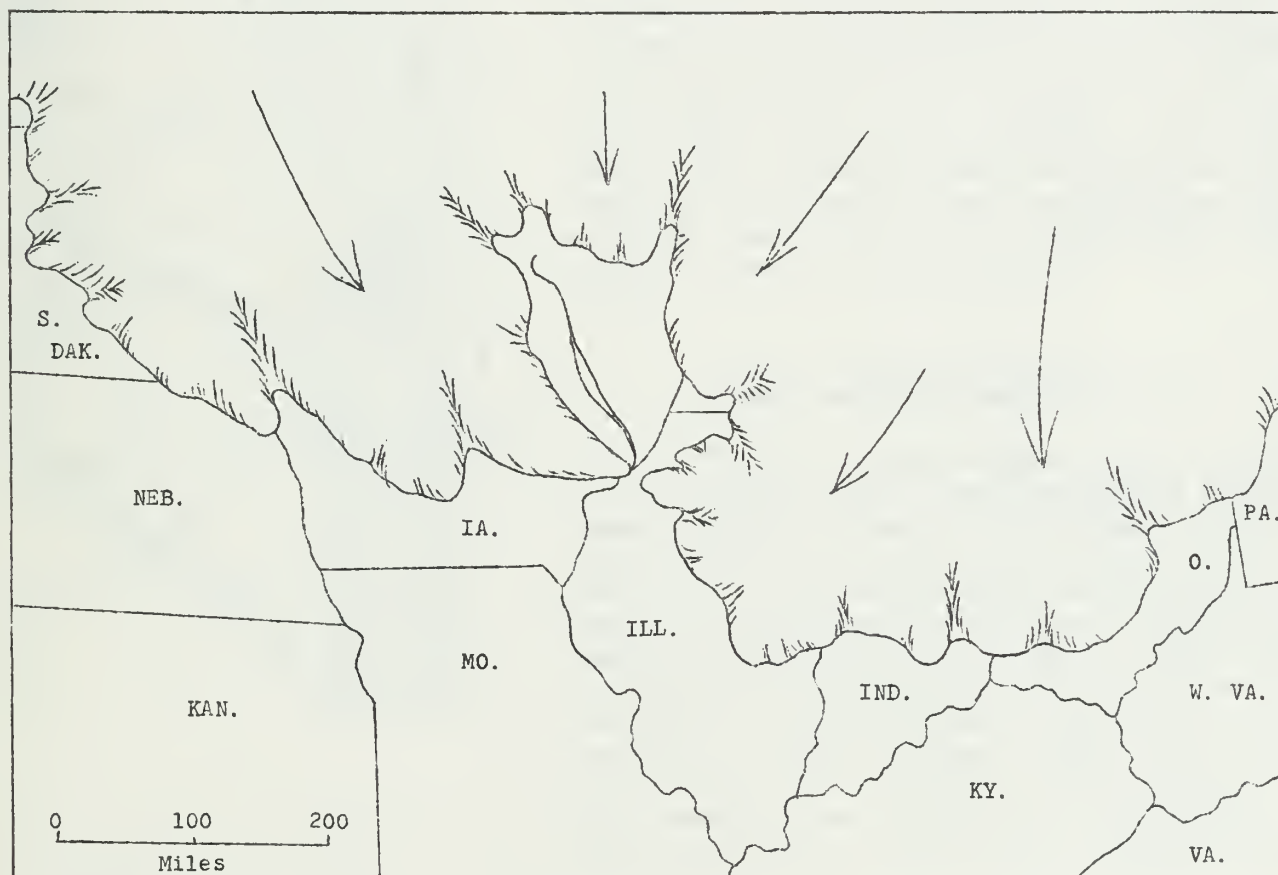 S.
DAK.
NEB.
IA.
PA.
O.
ILL.
MO.
IND.
W. VA.
KAN.
KY.
0 100 200
Miles
VA.